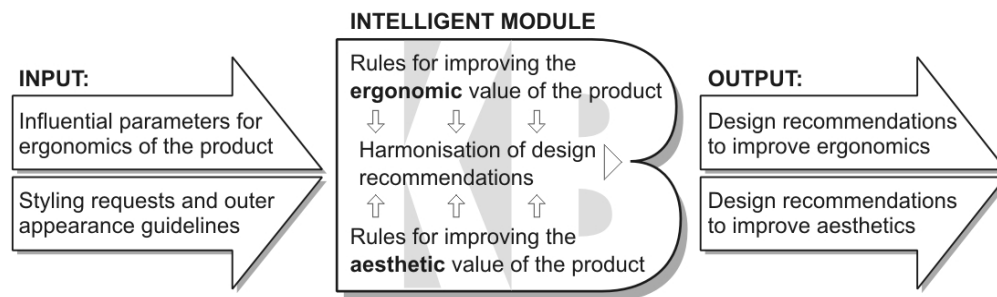 INTELLIGENT MODULE
INPUT:
Influential parameters for
ergonomics of the product
Styling requests and outer
appearance guidelines
Rules for improving the
ergonomic value of the product
Harmonisation of design
recommendations
Rules for improving the
aesthetic value of the product
KB
OUTPUT:
Design recommendations
to improve ergonomics
Design recommendations
to improve aesthetics